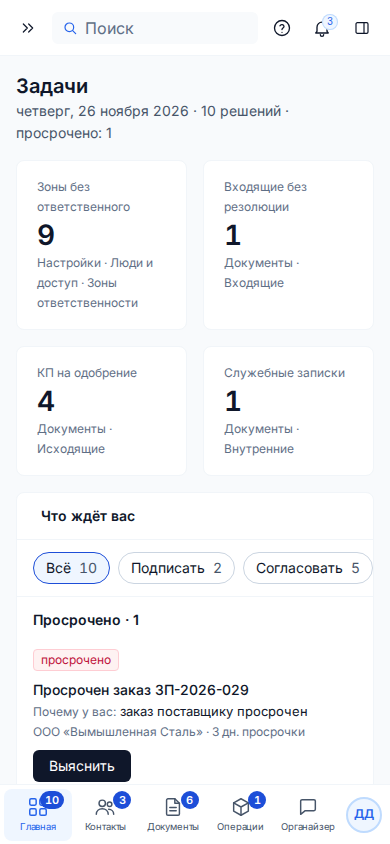 Поиск
3
Задачи
четверг, 26 ноября 2026 · 10 решений ·
просрочено: 1
Зоны без
ответственного
9
Настройки · Люди и
доступ · Зоны
ответственности
Входящие без
резолюции
1
Документы ·
Входящие
КП на одобрение
4
Документы ·
Исходящие
Служебные записки
1
Документы ·
Внутренние
Что ждёт вас
Всё 10
Подписать 2
Согласовать 5
Просрочено · 1
просрочено
Просрочен заказ ЗП-2026-029
Почему у вас: заказ поставщику просрочен
ООО «Вымышленная Сталь» · 3 дн. просрочки
Выяснить
10
Главная
3
Контакты
6
Документы
1
Операции
Органайзер
ДД